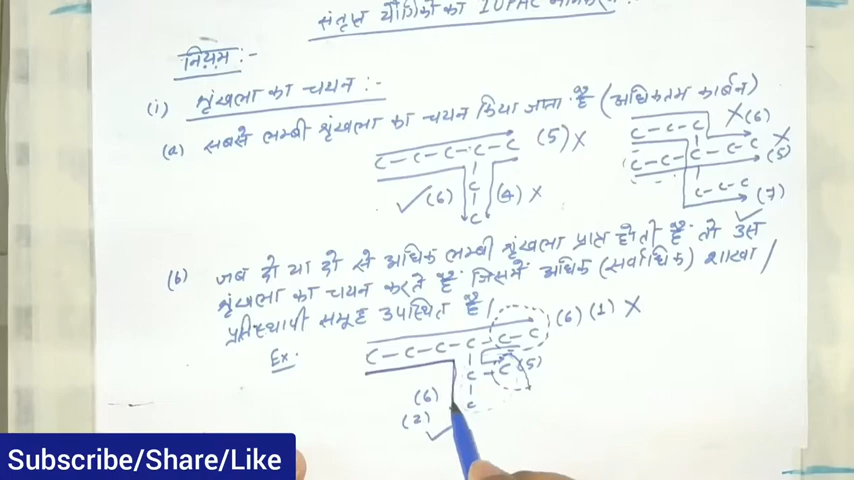 संतृप्त यौगिकों का IUPAC
नियम :-
(i) शृंखला का चयन :-
(a) सबसे लम्बी शृंखला का चयन किया जाता है (अधिकतम कार्बन)
C-C-C-C-C (5) X
C
C
✓(6) (4) X
C-C-C X(6)
C-C-C-C-C X (5)
C-C-C (7) ✓
(b) जब दो या दो से अधिक लम्बी शृंखला प्राप्त होती है तो उस
शृंखला का चयन करते हैं जिसमें अधिक (सर्वाधिक) शाखा /
प्रतिस्थापी समूह उपस्थित है /
Ex.
C-C-C-C-C-C-C (6) (1) X
C-C (5)
C
(6)
(2) ✓
Subscribe/Share/Like